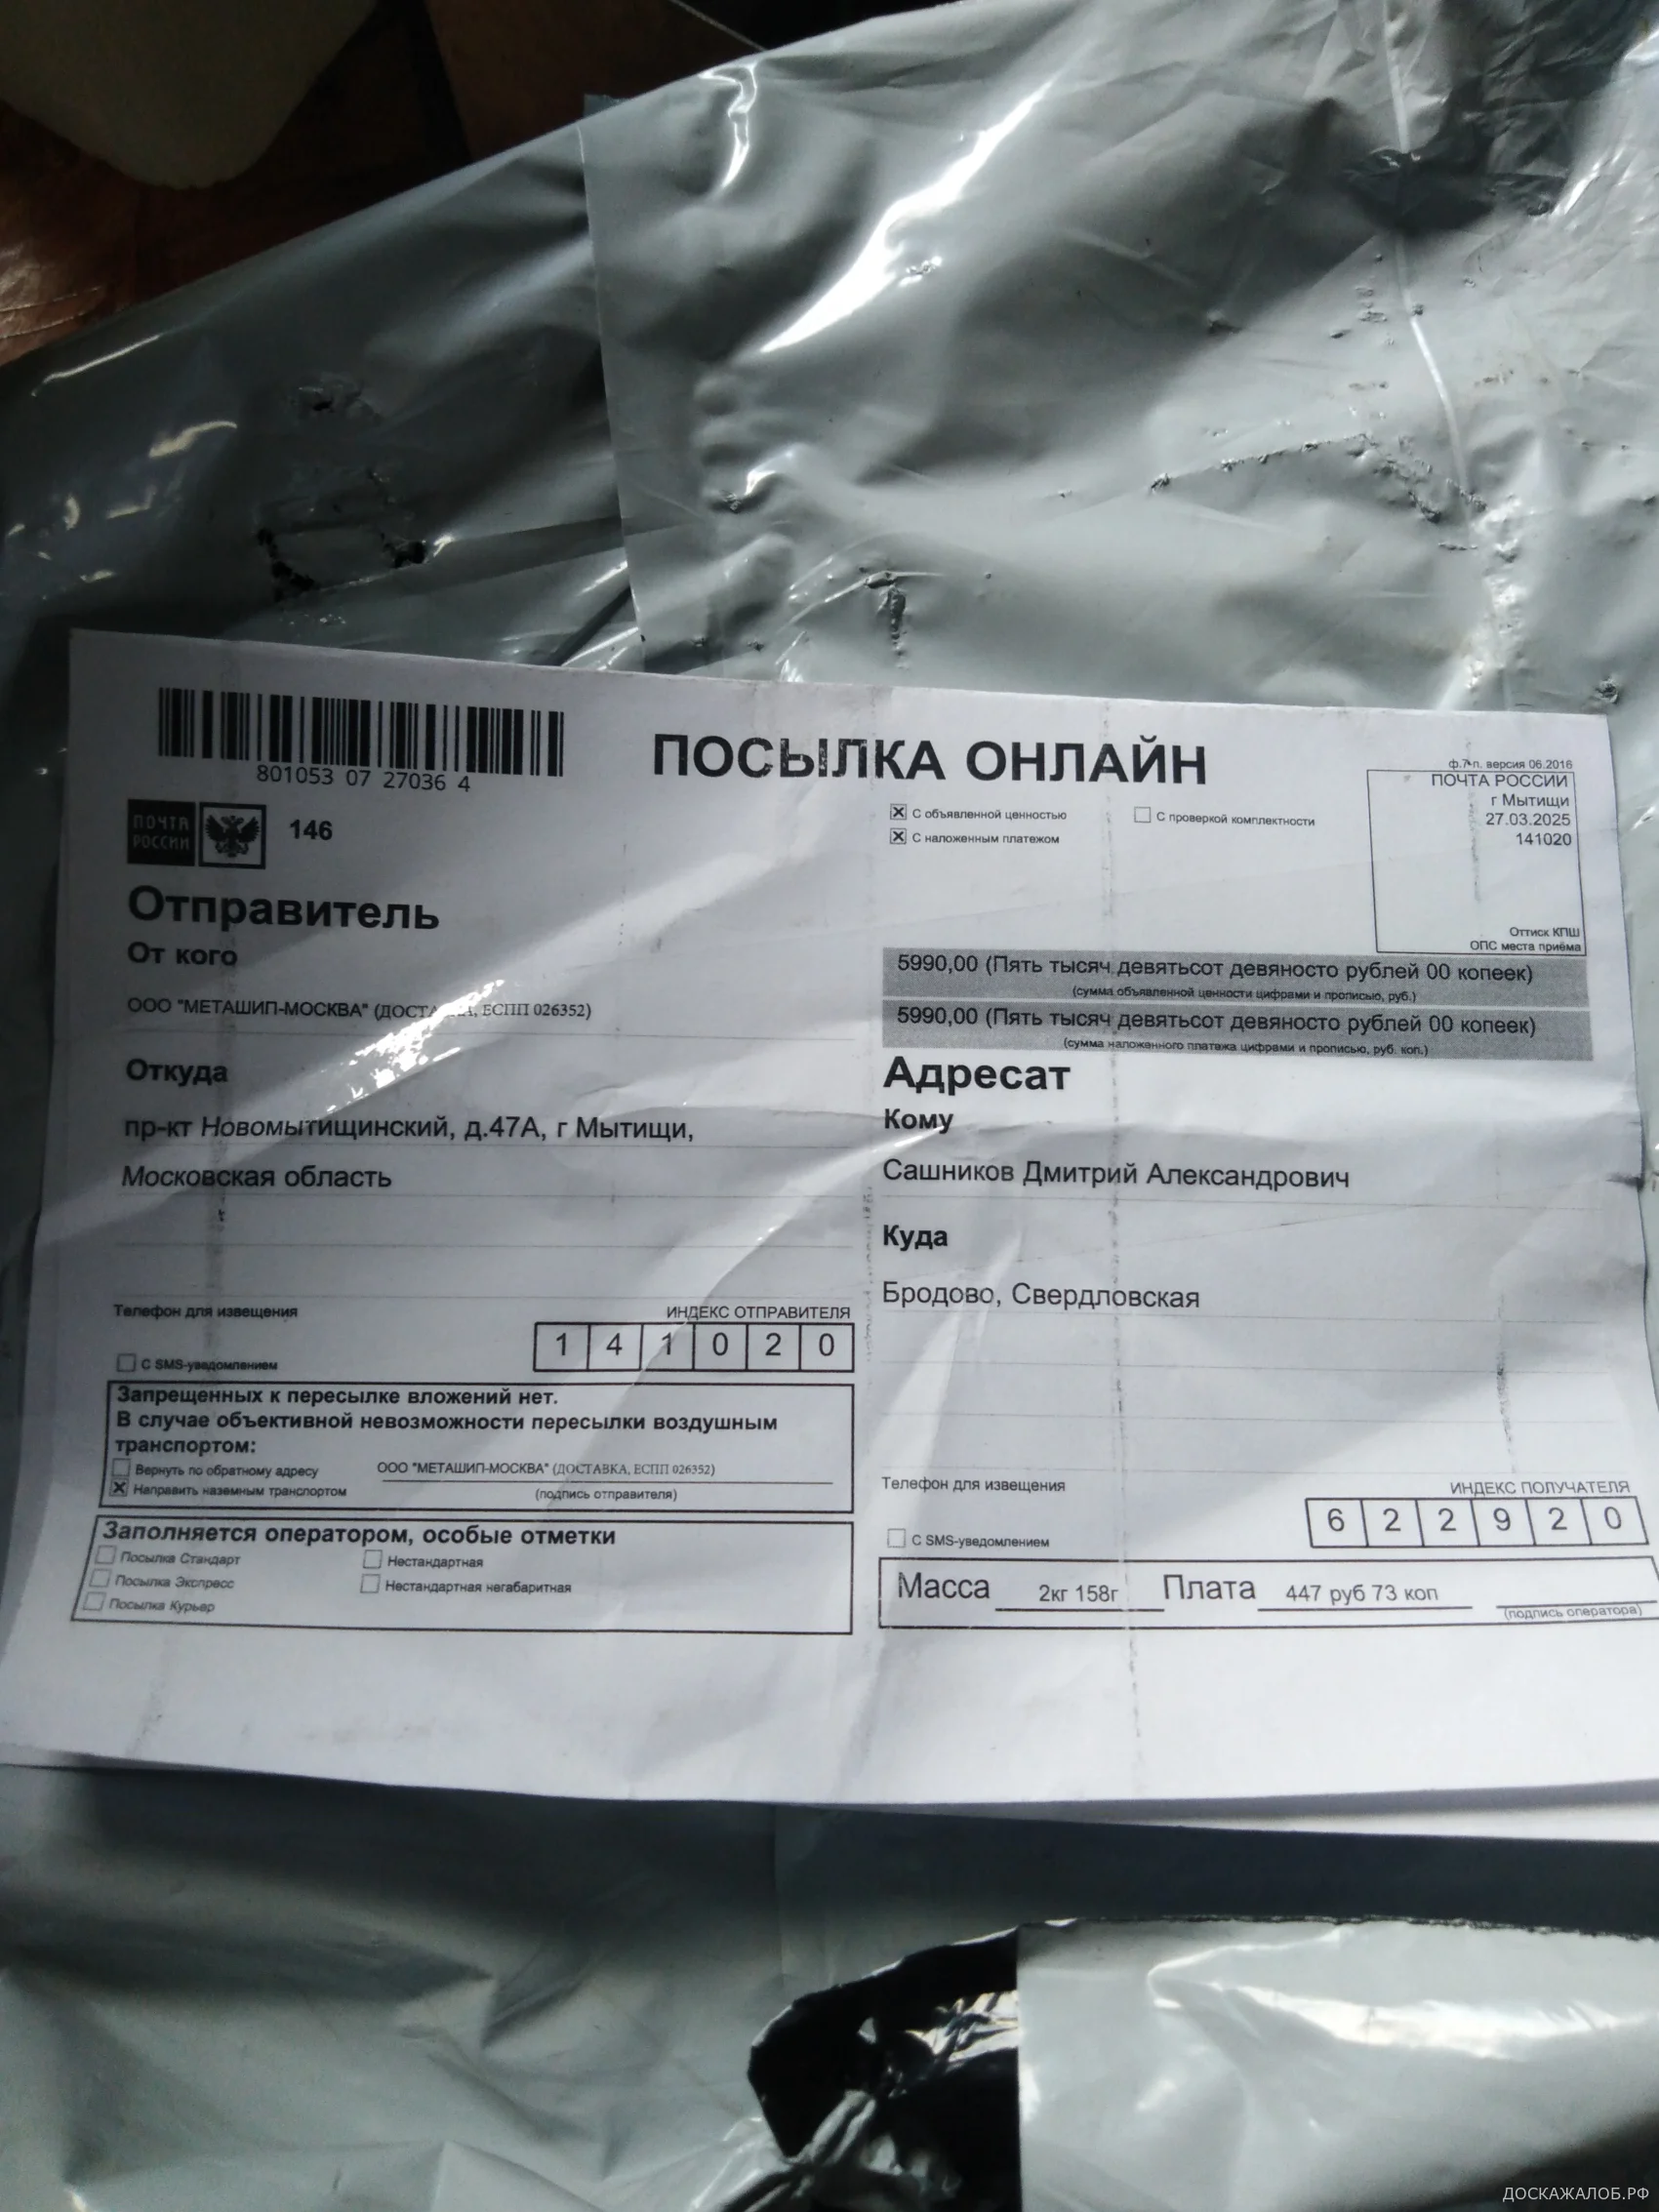 801053 07 27036 4
ПОСЫЛКА ОНЛАЙН
ПОЧТА
РОССИИ
146
С объявленной ценностью
С наложенным платежом
С проверкой комплектности
ф.7-п. версия 06.2016
ПОЧТА РОССИИ
г Мытищи
27.03.2025
141020
Оттиск КПШ
ОПС места приёма
Отправитель
От кого
ООО "МЕТАШИП-МОСКВА" (ДОСТАВКА, ЕСПП 026352)
Откуда
пр-кт Новомытищинский, д.47А, г Мытищи,
Московская область
Телефон для извещения
ИНДЕКС ОТПРАВИТЕЛЯ
С SMS-уведомлением
1 4 1 0 2 0
Запрещенных к пересылке вложений нет.
В случае объективной невозможности пересылки воздушным
транспортом:
Вернуть по обратному адресу
Направить наземным транспортом
ООО "МЕТАШИП-МОСКВА" (ДОСТАВКА, ЕСПП 026352)
(подпись отправителя)
Заполняется оператором, особые отметки
Посылка Стандарт
Посылка Экспресс
Посылка Курьер
Нестандартная
Нестандартная негабаритная
5990,00 (Пять тысяч девятьсот девяносто рублей 00 копеек)
(сумма объявленной ценности цифрами и прописью, руб.)
5990,00 (Пять тысяч девятьсот девяносто рублей 00 копеек)
(сумма наложенного платежа цифрами и прописью, руб. коп.)
Адресат
Кому
Сашников Дмитрий Александрович
Куда
Бродово, Свердловская
Телефон для извещения
ИНДЕКС ПОЛУЧАТЕЛЯ
С SMS-уведомлением
6 2 2 9 2 0
Масса 2кг 158г Плата 447 руб 73 коп
(подпись оператора)
ДОСКАЖАЛОБ.РФ